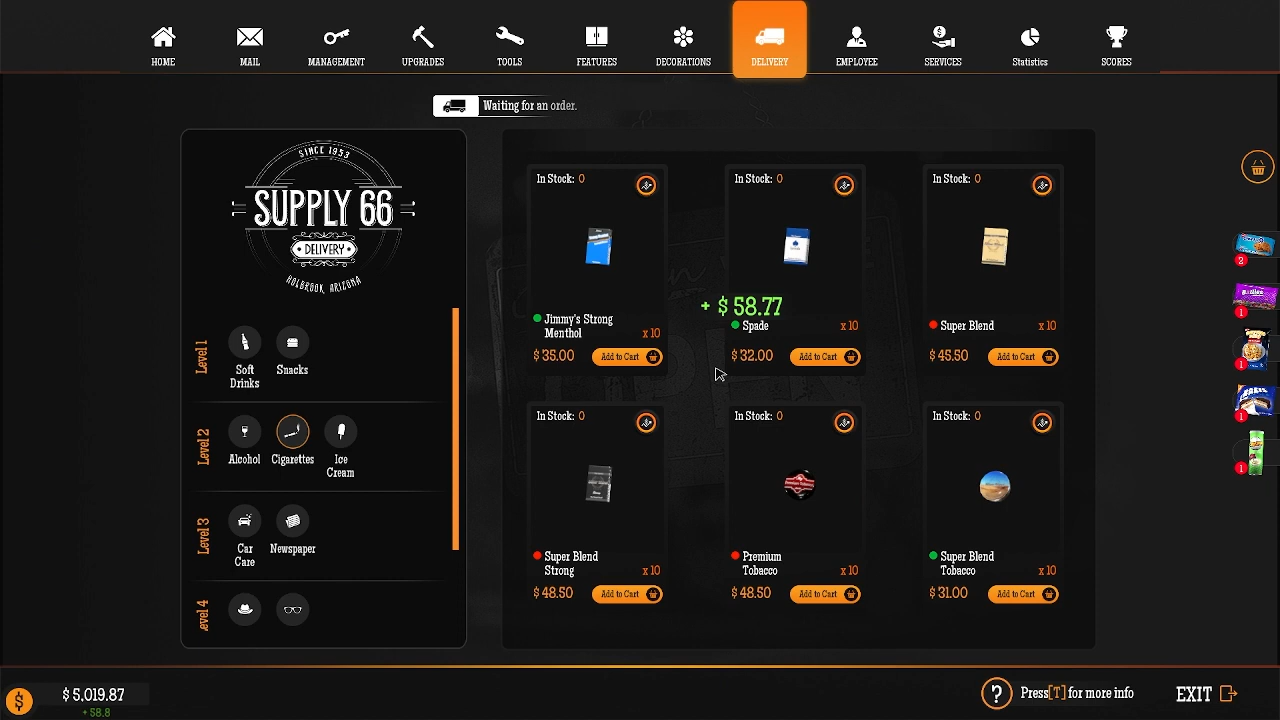 HOME
MAIL
MANAGEMENT
UPGRADES
TOOLS
FEATURES
DECORATIONS
DELIVERY
EMPLOYEE
SERVICES
Statistics
SCORES
Waiting for an order.
SINCE 1953
SUPPLY 66
DELIVERY
HOLBROOK, ARIZONA
Level 1
Soft
Drinks
Snacks
Level 2
Alcohol
Cigarettes
Ice
Cream
Level 3
Car
Care
Newspaper
evel 4
In Stock: 0
Jimmy's Strong
Menthol
x 10
$ 35.00
Add to Cart
In Stock: 0
+ $ 58.77
Spade
x 10
$ 32.00
Add to Cart
In Stock: 0
Super Blend
x 10
$ 45.50
Add to Cart
In Stock: 0
Super Blend
Strong
x 10
$ 48.50
Add to Cart
In Stock: 0
Premium
Tobacco
x 10
$ 48.50
Add to Cart
In Stock: 0
Super Blend
Tobacco
x 10
$ 31.00
Add to Cart
2
1
1
1
1
$ 5,019.87
+ 58.8
? Press[T] for more info
EXIT